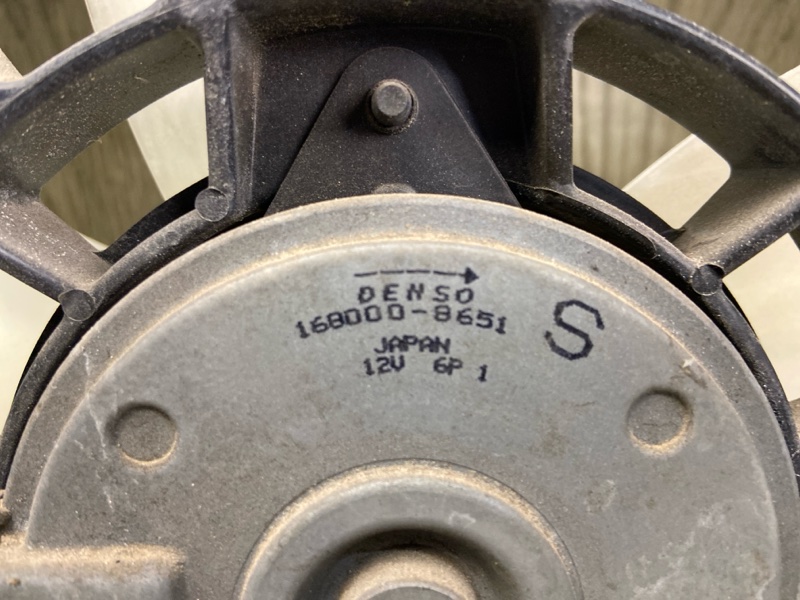 DENSO
168000-8651
S
JAPAN
12V 6P 1